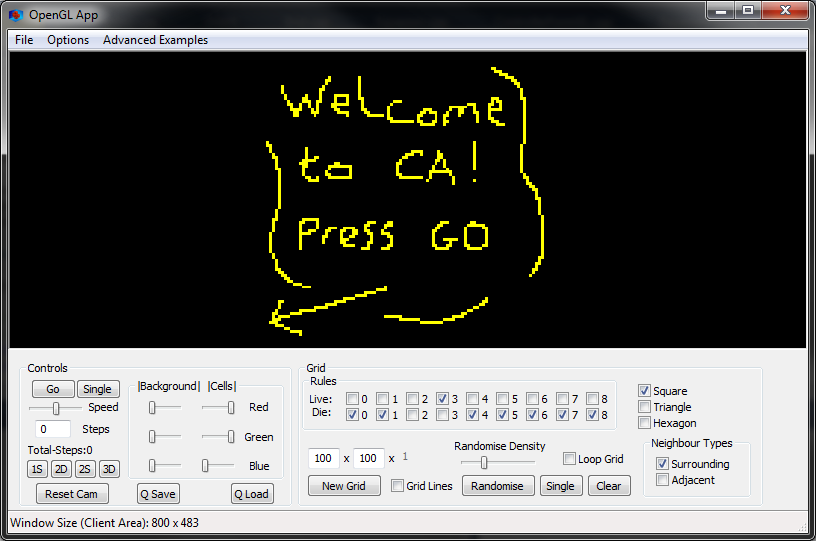 OpenGL App
File Options Advanced Examples
Welcome
to CA!
Press GO
Controls
Go Single
Speed
0 Steps
Total-Steps:0
1S 2D 2S 3D
Reset Cam
|Background| |Cells|
Red
Green
Blue
Q Save Q Load
Grid
Rules
Live: 0 1 2 3 4 5 6 7 8
Die: 0 1 2 3 4 5 6 7 8
100 x 100 x 1
Randomise Density
Loop Grid
New Grid Grid Lines Randomise Single Clear
Square
Triangle
Hexagon
Neighbour Types
Surrounding
Adjacent
Window Size (Client Area): 800 x 483